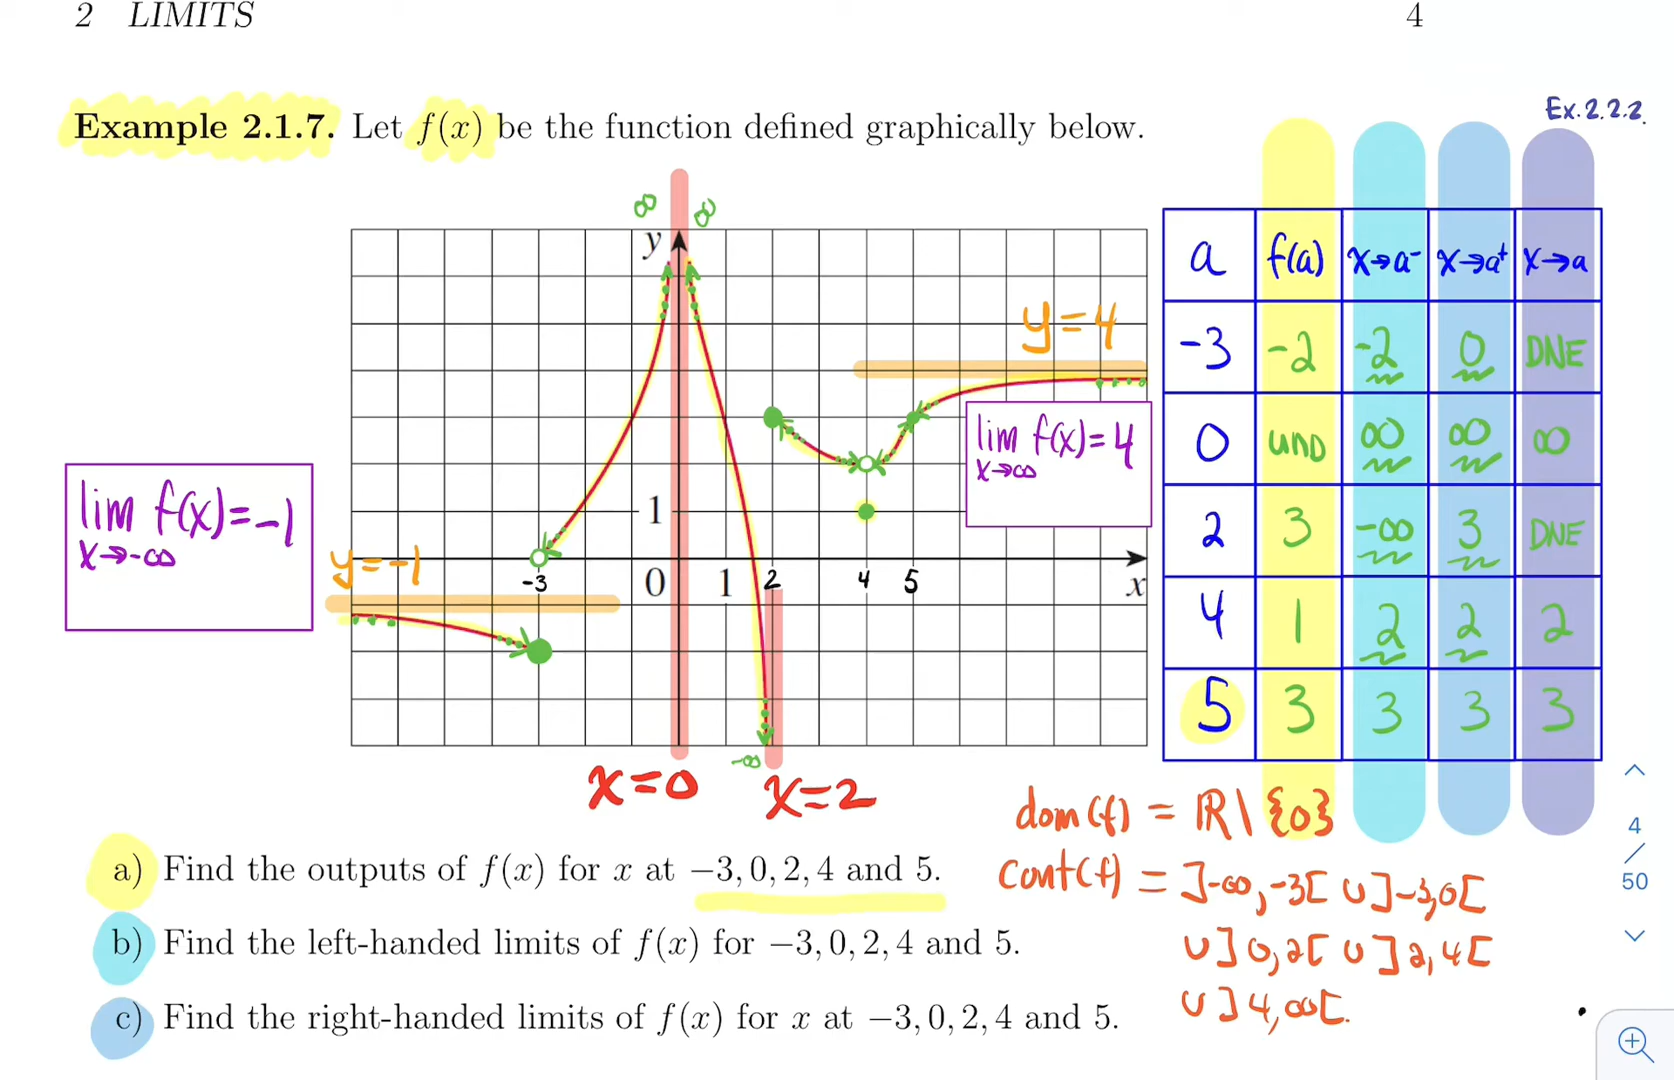 2 LIMITS 4
Ex.2.2.2.
Example 2.1.7. Let f(x) be the function defined graphically below.
∞ ∞
y
y=4
lim f(x)=4
x→∞
lim f(x)=-1
x→-∞
y=-1
1
-3 0 1 2 4 5 x
-∞
x=0 x=2
a f(a) x→a⁻ x→a⁺ x→a
-3 -2 -2 0 DNE
0 UND ∞ ∞ ∞
2 3 -∞ 3 DNE
4 1 2 2 2
5 3 3 3 3
dom(f) = ℝ\{0}
cont(f) = ]-∞,-3[ ∪ ]-3,0[
∪ ]0,2[ ∪ ]2,4[
∪ ]4,∞[.
a) Find the outputs of f(x) for x at −3, 0, 2, 4 and 5.
b) Find the left-handed limits of f(x) for −3, 0, 2, 4 and 5.
c) Find the right-handed limits of f(x) for x at −3, 0, 2, 4 and 5.
4
/
50